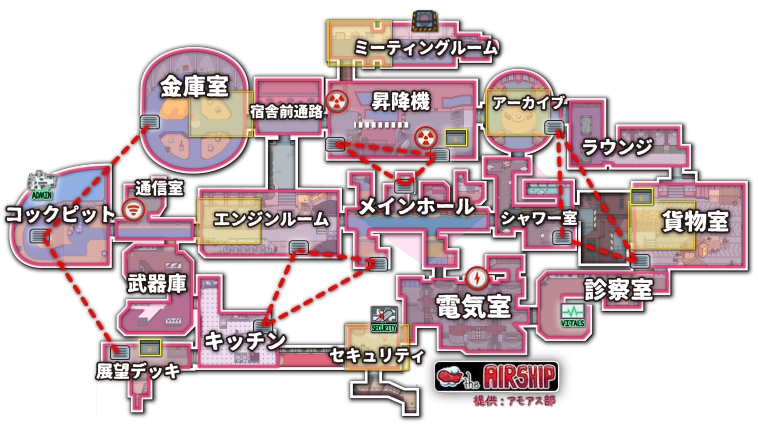 ミーティングルーム
金庫室
宿舎前通路
昇降機
アーカイブ
ラウンジ
ADMIN
通信室
コックピット
エンジンルーム
メインホール
シャワー室
貨物室
武器庫
電気室
診察室
VITALS
SECURITY
キッチン
セキュリティ
展望デッキ
the AIRSHIP
提供：アモアス部